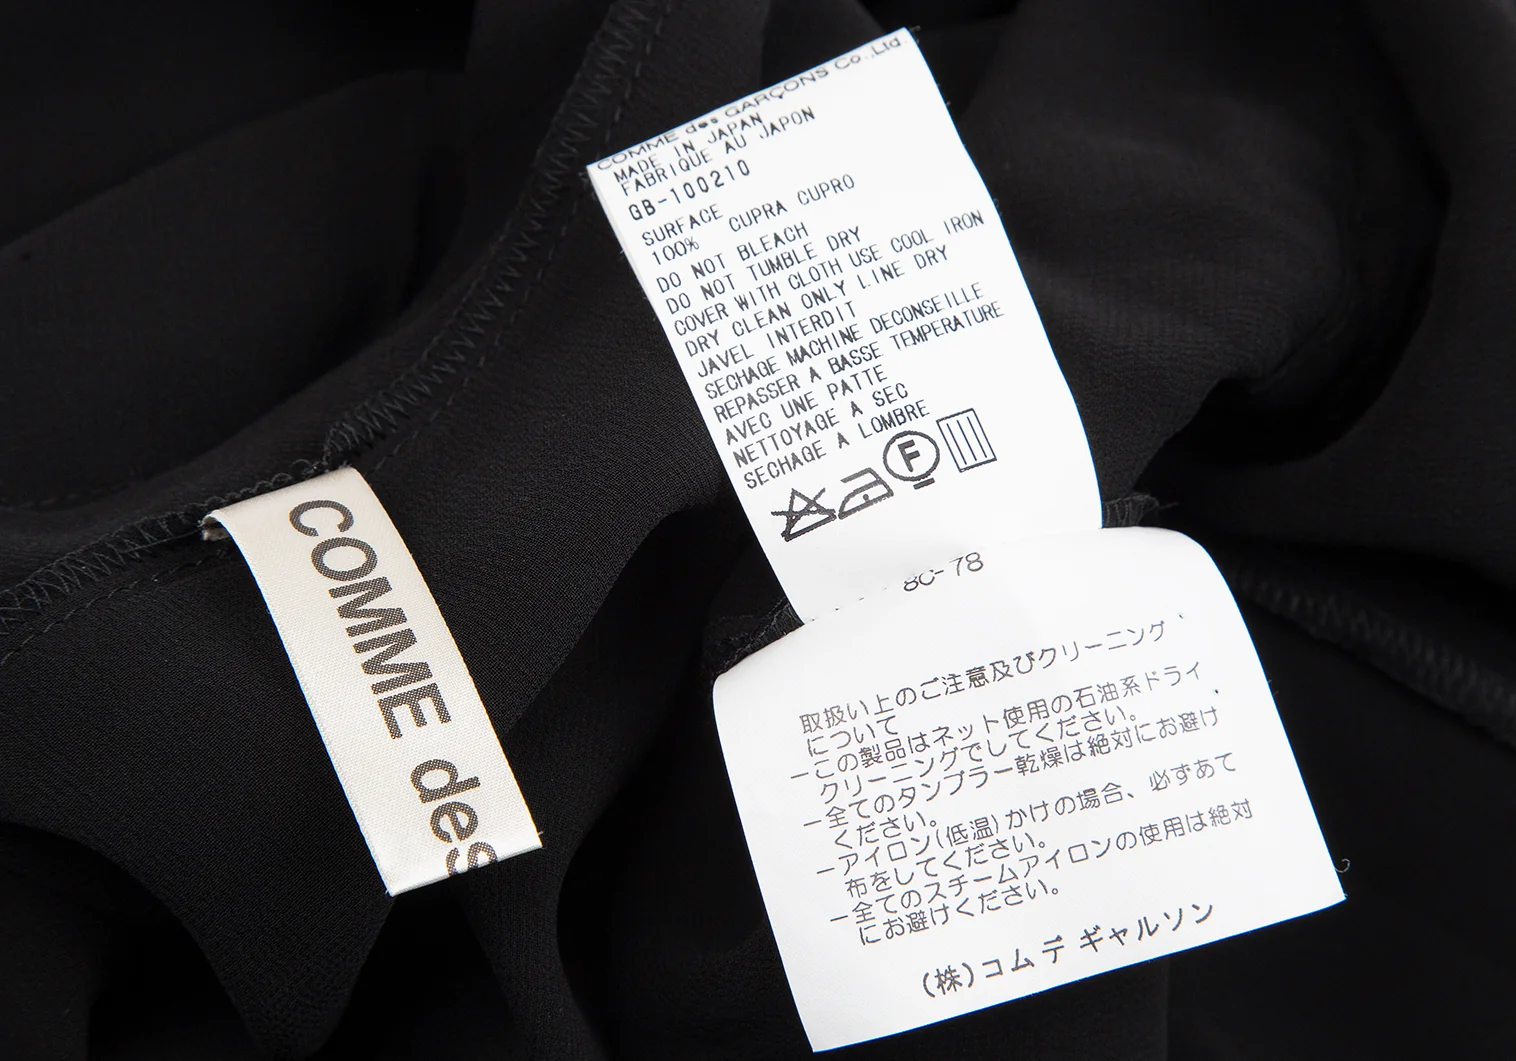 COMME des
COMME des GARÇONS Co.,Ltd.
MADE IN JAPAN
FABRIQUE AU JAPON
GB-100210
SURFACE
100% CUPRA CUPRO
DO NOT BLEACH
DO NOT TUMBLE DRY
COVER WITH CLOTH USE COOL IRON
DRY CLEAN ONLY LINE DRY
JAVEL INTERDIT
SECHAGE MACHINE DECONSEILLE
REPASSER A BASSE TEMPERATURE
AVEC UNE PATTE
NETTOYAGE A SEC
SECHAGE A LOMBRE
F
8C-78
取扱い上のご注意及びクリーニング
について
ーこの製品はネット使用の石油系ドライ
クリーニングでしてください。
ー全てのタンブラー乾燥は絶対にお避け
ください。
ーアイロン(低温)かけの場合、必ずあて
布をしてください。
ー全てのスチームアイロンの使用は絶対
にお避けください。
(株)コム デ ギャルソン